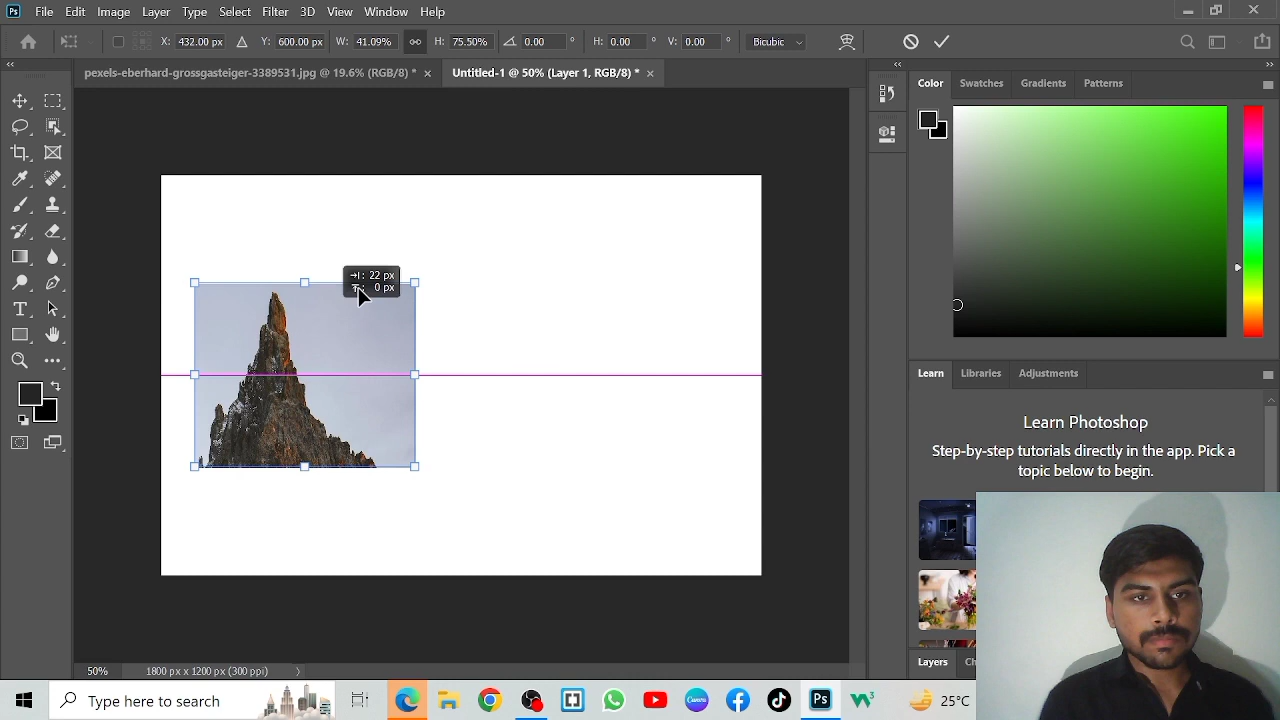 Ps File Edit Image Layer Type Select Filter 3D View Window Help
X: 432.00 px Y: 600.00 px W: 41.09% H: 75.50% 0.00 ° H: 0.00 ° V: 0.00 ° Bicubic
pexels-eberhard-grossgasteiger-3389531.jpg @ 19.6% (RGB/8) * × Untitled-1 @ 50% (Layer 1, RGB/8) * ×
Color Swatches Gradients Patterns
: 22 px
: 0 px
T
Learn Libraries Adjustments
Learn Photoshop
Step-by-step tutorials directly in the app. Pick a
topic below to begin.
Layers Ch
50% 1800 px x 1200 px (300 ppi)
Type here to search
Canva
Ps
25°C